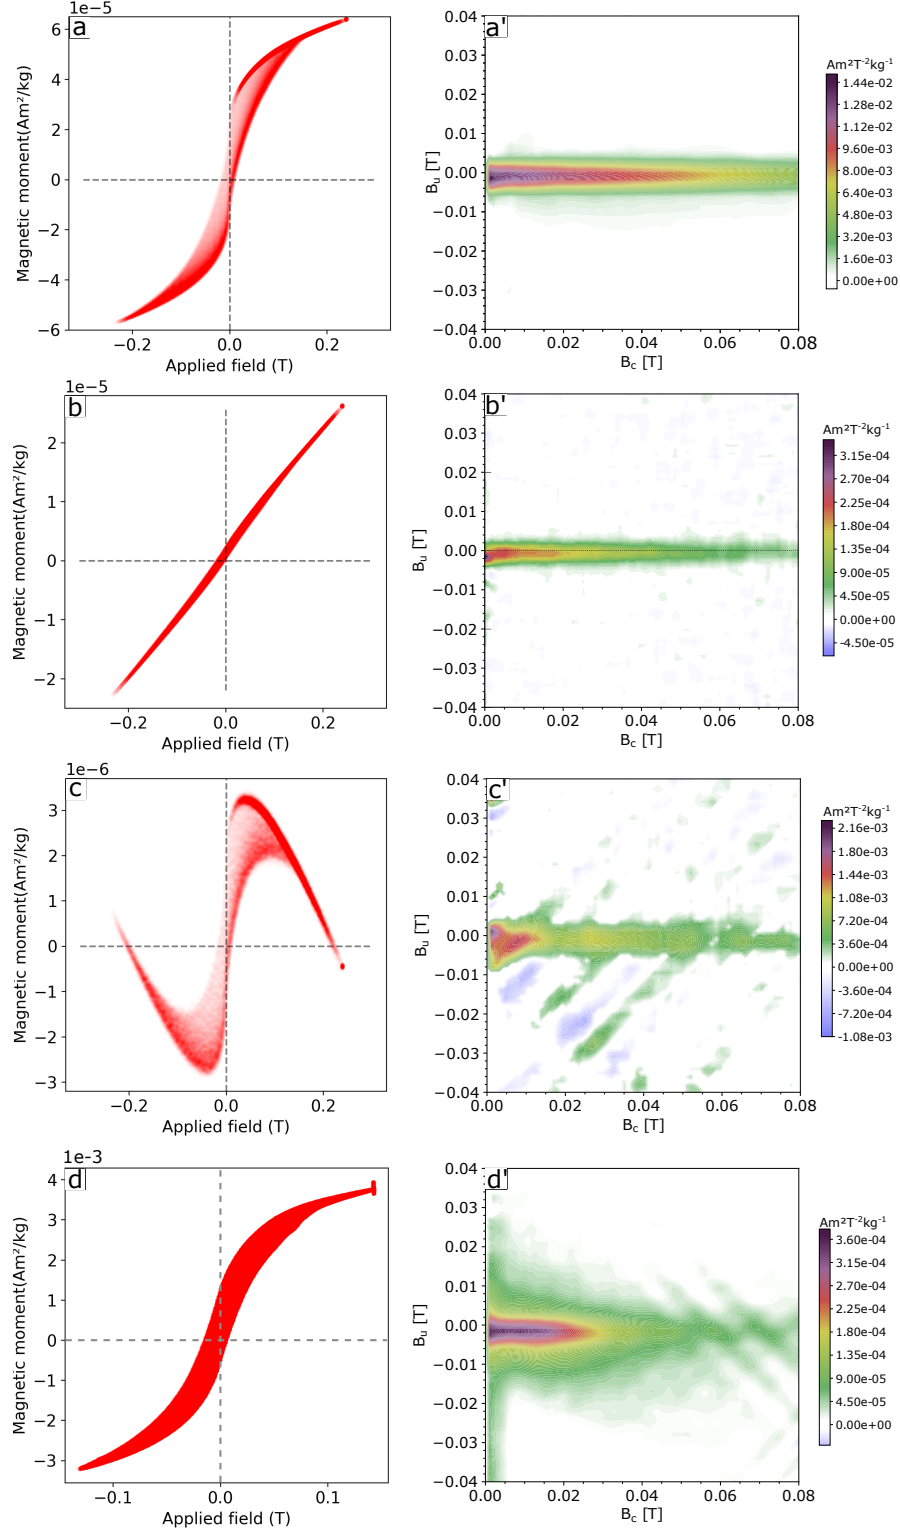 1e−5
a
6
4
2
0
−2
−4
−6
Magnetic moment(Am²/kg)
−0.2
0.0
0.2
Applied field (T)
a'
0.04
0.03
0.02
0.01
0.00
−0.01
−0.02
−0.03
−0.04
Bu [T]
0.00
0.02
0.04
0.06
0.08
Bc [T]
Am²T-2kg-1
1.44e−02
1.28e−02
1.12e−02
9.60e−03
8.00e−03
6.40e−03
4.80e−03
3.20e−03
1.60e−03
0.00e+00
1e−5
b
2
1
0
−1
−2
Magnetic moment(Am²/kg)
−0.2
0.0
0.2
Applied field (T)
b'
0.04
0.03
0.02
0.01
0.00
−0.01
−0.02
−0.03
−0.04
Bu [T]
0.00
0.02
0.04
0.06
0.08
Bc [T]
Am²T-2kg-1
3.15e−04
2.70e−04
2.25e−04
1.80e−04
1.35e−04
9.00e−05
4.50e−05
0.00e+00
−4.50e−05
1e−6
c
3
2
1
0
−1
−2
−3
Magnetic moment(Am²/kg)
−0.2
0.0
0.2
Applied field (T)
c'
0.04
0.03
0.02
0.01
0.00
−0.01
−0.02
−0.03
−0.04
Bu [T]
0.00
0.02
0.04
0.06
0.08
Bc [T]
Am²T-2kg-1
2.16e−03
1.80e−03
1.44e−03
1.08e−03
7.20e−04
3.60e−04
0.00e+00
−3.60e−04
−7.20e−04
−1.08e−03
1e−3
d
4
3
2
1
0
−1
−2
−3
Magnetic moment(Am²/kg)
−0.1
0.0
0.1
Applied field (T)
d'
0.04
0.03
0.02
0.01
0.00
−0.01
−0.02
−0.03
−0.04
Bu [T]
0.00
0.02
0.04
0.06
0.08
Bc [T]
Am²T-2kg-1
3.60e−04
3.15e−04
2.70e−04
2.25e−04
1.80e−04
1.35e−04
9.00e−05
4.50e−05
0.00e+00